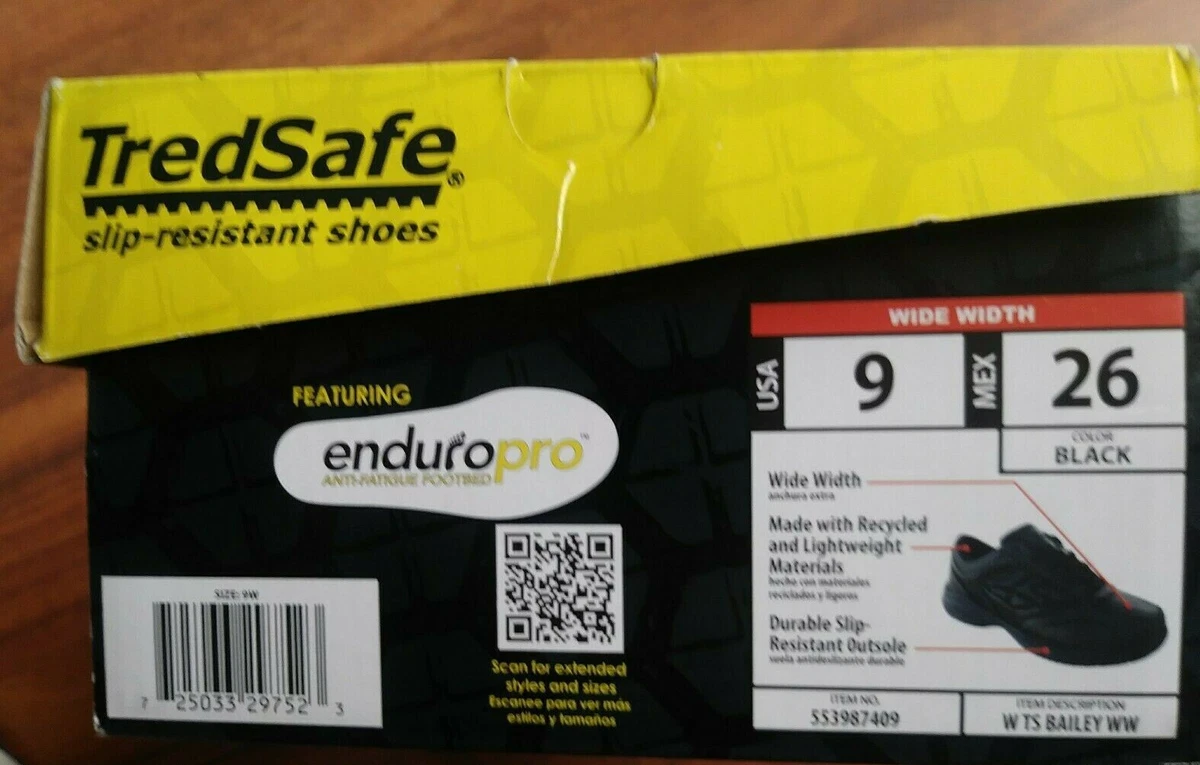 TredSafe®
slip-resistant shoes
FEATURING
enduropro™
ANTI-FATIGUE FOOTBED
SIZE: 9W
7 25033 29752 3
Scan for extended
styles and sizes
Escanee para ver más
estilos y tamaños
WIDE WIDTH
USA 9 MEX 26
COLOR
BLACK
Wide Width
anchura extra
Made with Recycled
and Lightweight
Materials
hecho con materiales
reciclados y ligeros
Durable Slip-
Resistant Outsole
suela antideslizante durable
ITEM NO.
553987409
ITEM DESCRIPTION
W TS BAILEY WW